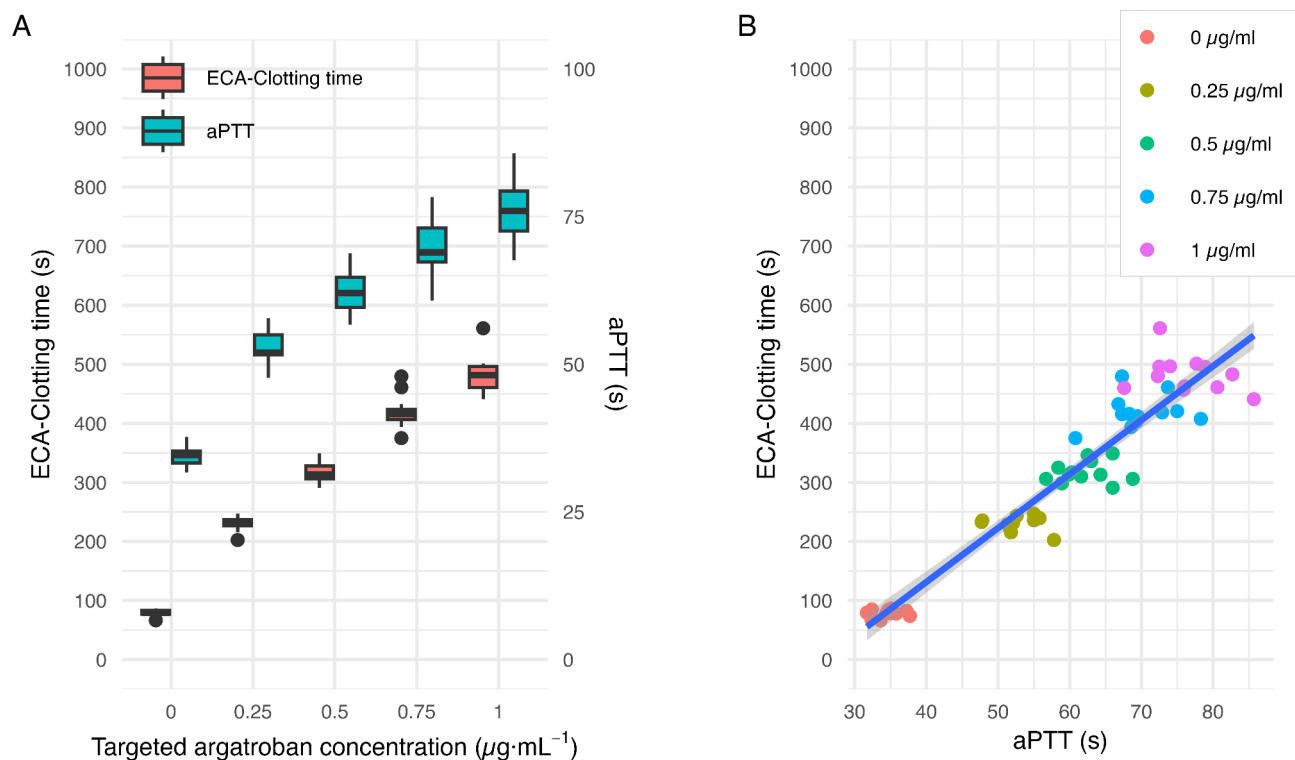 A
ECA-Clotting time (s)
1000
900
800
700
600
500
400
300
200
100
0
ECA-Clotting time
aPTT
100
75
50
25
0
aPTT (s)
0 0.25 0.5 0.75 1
Targeted argatroban concentration (µg·mL⁻¹)
B
ECA-Clotting time (s)
1000
900
800
700
600
500
400
300
200
100
0
0 µg/ml
0.25 µg/ml
0.5 µg/ml
0.75 µg/ml
1 µg/ml
30 40 50 60 70 80
aPTT (s)